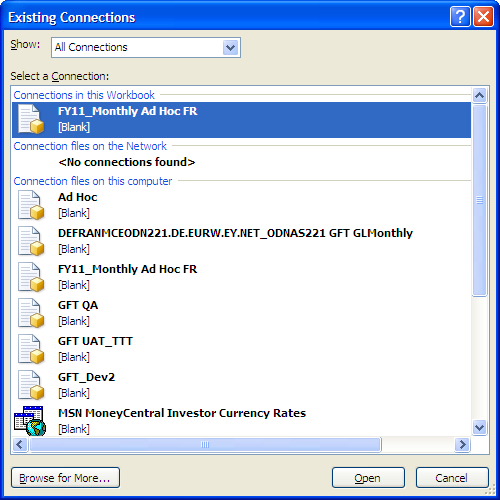 Existing Connections
Show: All Connections
Select a Connection:
Connections in this Workbook
FY11_Monthly Ad Hoc FR
[Blank]
Connection files on the Network
<No connections found>
Connection files on this computer
Ad Hoc
[Blank]
DEFRANMCEODN221.DE.EURW.EY.NET_ODNAS221 GFT GLMonthly
[Blank]
FY11_Monthly Ad Hoc FR
[Blank]
GFT QA
[Blank]
GFT UAT_TTT
[Blank]
GFT_Dev2
[Blank]
MSN MoneyCentral Investor Currency Rates
[Blank]
Browse for More... Open Cancel